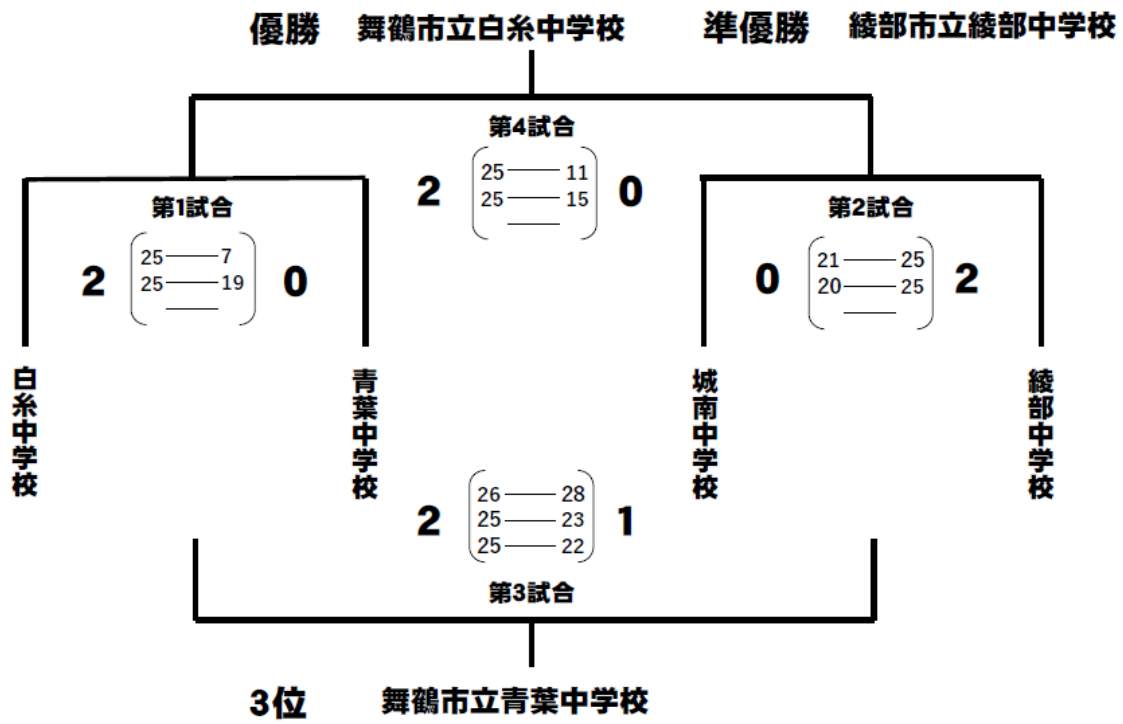 優勝 舞鶴市立白糸中学校 準優勝 綾部市立綾部中学校
第4試合
2 25 11 0
25 15
第1試合
2 25 7 0
25 19
第2試合
0 21 25 2
20 25
白糸中学校
青葉中学校
城南中学校
綾部中学校
2 26 28 1
25 23
25 22
第3試合
3位 舞鶴市立青葉中学校